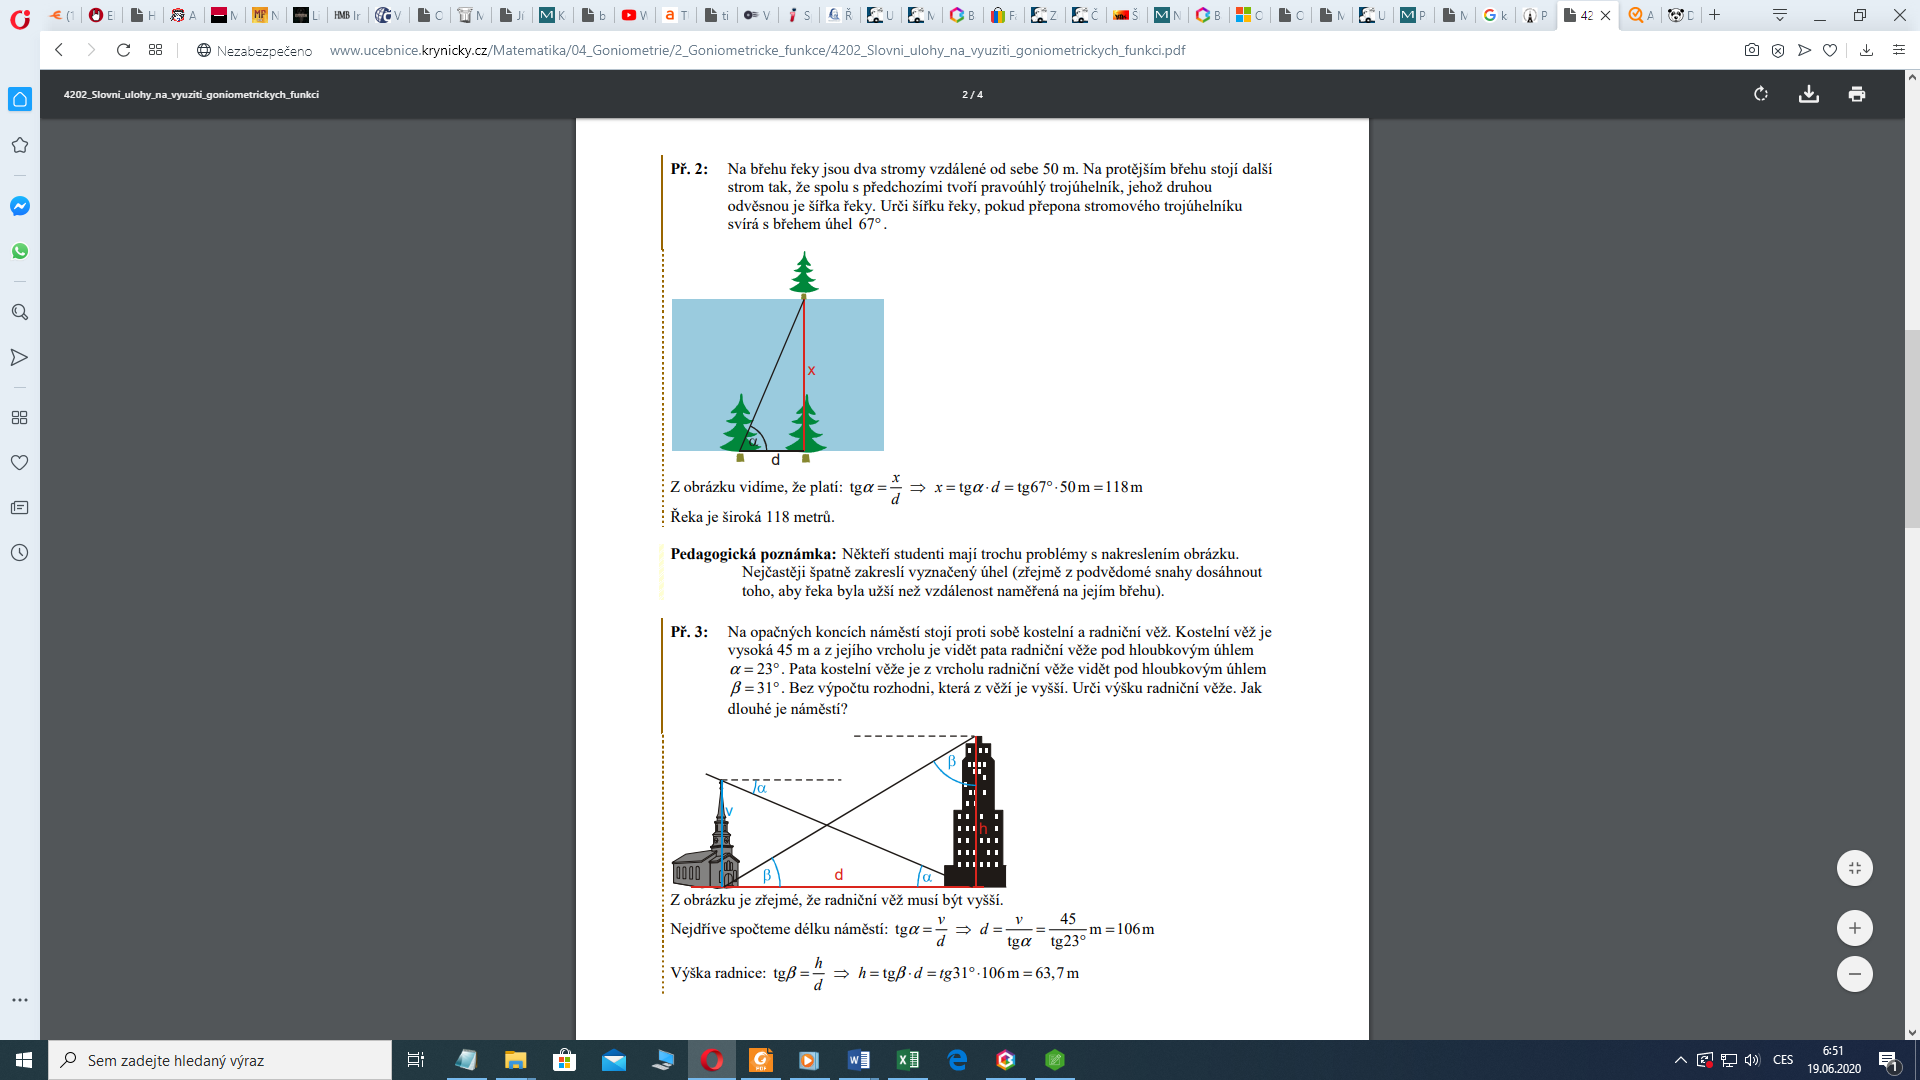 Nezabezpečeno
www.ucebnice.krynicky.cz/Matematika/04_Goniometrie/2_Goniometricke_funkce/4202_Slovni_ulohy_na_vyuziti_goniometrickych_funkci.pdf
4202_Slovni_ulohy_na_vyuziti_goniometrickych_funkci
2 / 4
Př. 2: Na břehu řeky jsou dva stromy vzdálené od sebe 50 m. Na protějším břehu stojí další
strom tak, že spolu s předchozími tvoří pravoúhlý trojúhelník, jehož druhou
odvěsnou je šířka řeky. Urči šířku řeky, pokud přepona stromového trojúhelníku
svírá s břehem úhel 67°.
x
α
d
Z obrázku vidíme, že platí: tgα = x/d ⇒ x = tgα · d = tg67° · 50 m = 118 m
Řeka je široká 118 metrů.
Pedagogická poznámka: Někteří studenti mají trochu problémy s nakreslením obrázku.
Nejčastěji špatně zakreslí vyznačený úhel (zřejmě z podvědomé snahy dosáhnout
toho, aby řeka byla užší než vzdálenost naměřená na jejím břehu).
Př. 3: Na opačných koncích náměstí stojí proti sobě kostelní a radniční věž. Kostelní věž je
vysoká 45 m a z jejího vrcholu je vidět pata radniční věže pod hloubkovým úhlem
α = 23°. Pata kostelní věže je z vrcholu radniční věže vidět pod hloubkovým úhlem
β = 31°. Bez výpočtu rozhodni, která z věží je vyšší. Urči výšku radniční věže. Jak
dlouhé je náměstí?
β
α
v
h
β
d
α
Z obrázku je zřejmé, že radniční věž musí být vyšší.
Nejdříve spočteme délku náměstí: tgα = v/d ⇒ d = v/tgα = 45/tg23° m = 106 m
Výška radnice: tgβ = h/d ⇒ h = tgβ · d = tg31° · 106 m = 63,7 m
Sem zadejte hledaný výraz
CES
6:51
19.06.2020